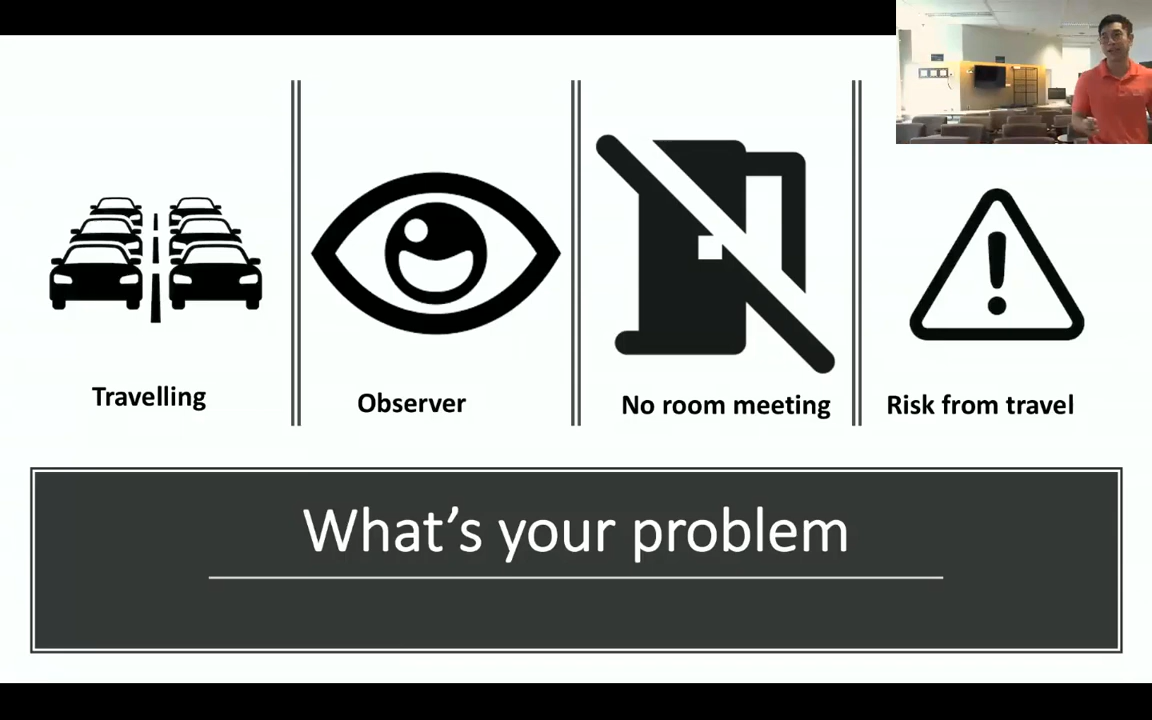 Travelling
Observer
No room meeting
Risk from travel
What's your problem